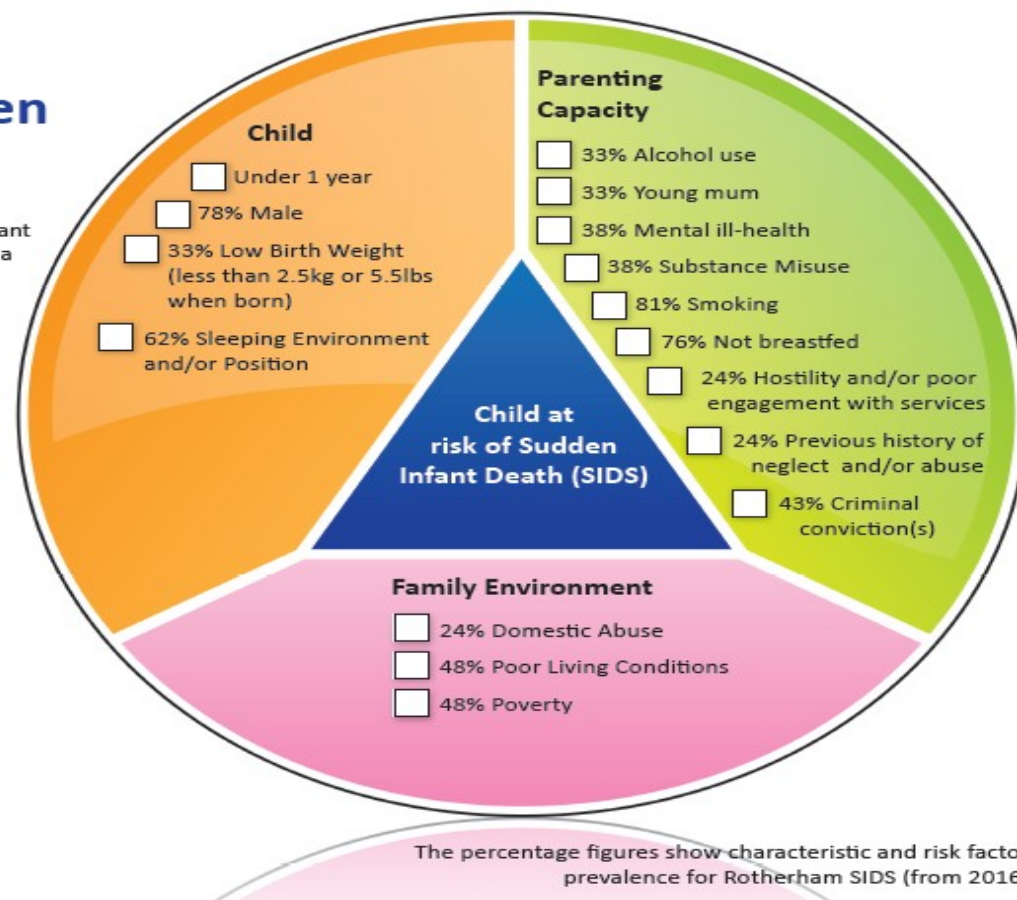 en
ant
a
Child
Under 1 year
78% Male
33% Low Birth Weight
(less than 2.5kg or 5.5lbs
when born)
62% Sleeping Environment
and/or Position
Parenting
Capacity
33% Alcohol use
33% Young mum
38% Mental ill-health
38% Substance Misuse
81% Smoking
76% Not breastfed
24% Hostility and/or poor
engagement with services
24% Previous history of
neglect and/or abuse
43% Criminal
conviction(s)
Child at
risk of Sudden
Infant Death (SIDS)
Family Environment
24% Domestic Abuse
48% Poor Living Conditions
48% Poverty
The percentage figures show characteristic and risk facto
prevalence for Rotherham SIDS (from 2016